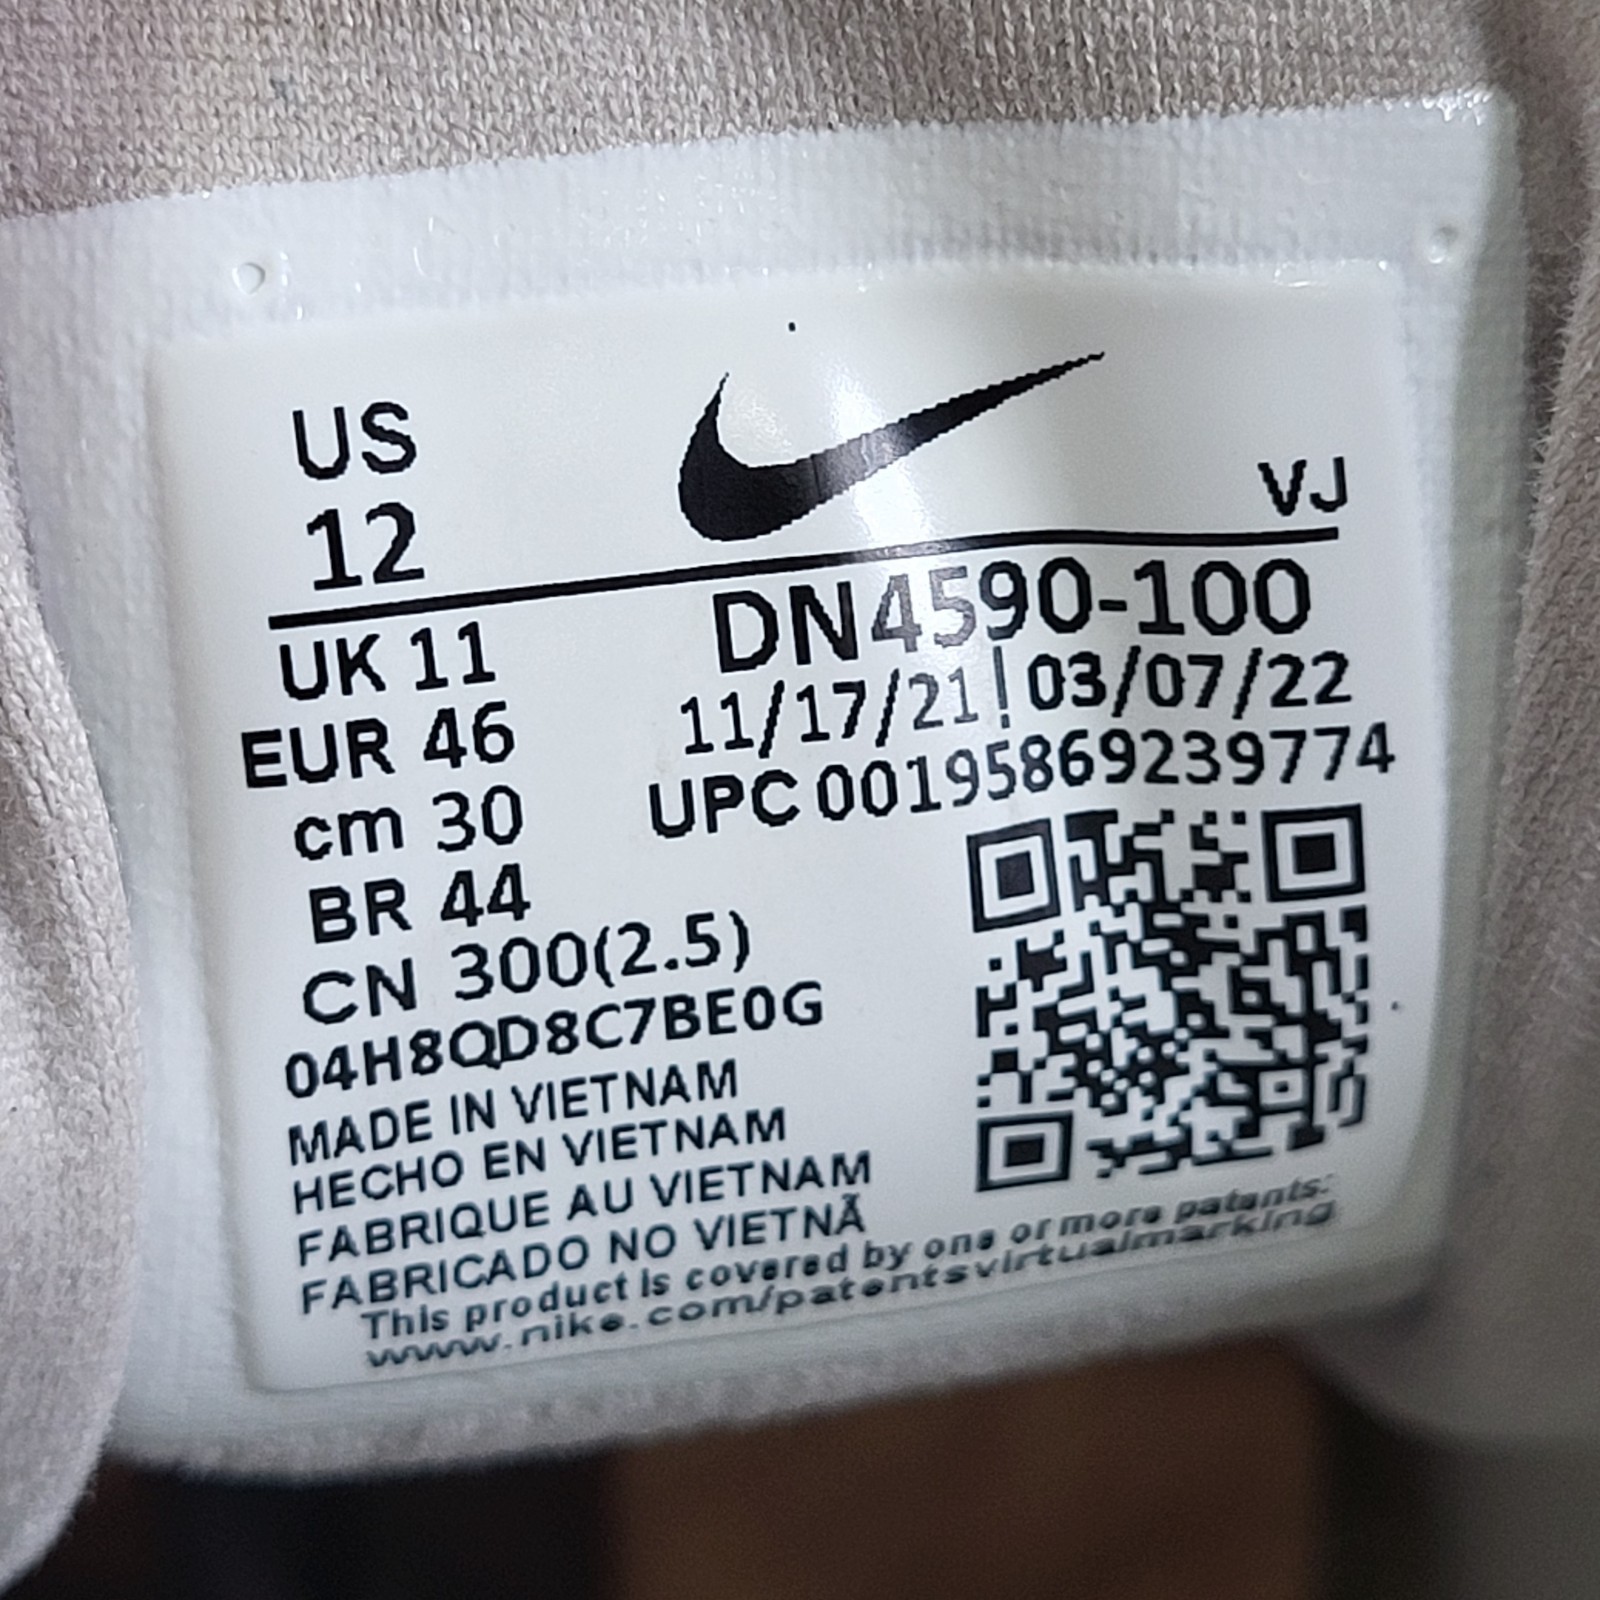 US
12
VJ
UK 11
EUR 46
cm 30
BR 44
CN 300(2.5)
DN4590-100
11/17/21 | 03/07/22
UPC 00195869239774
04H8QD8C7BE0G
MADE IN VIETNAM
HECHO EN VIETNAM
FABRIQUE AU VIETNAM
FABRICADO NO VIETNÃ
This product is covered by one or more patents:
www.nike.com/patentsvirtualmarking